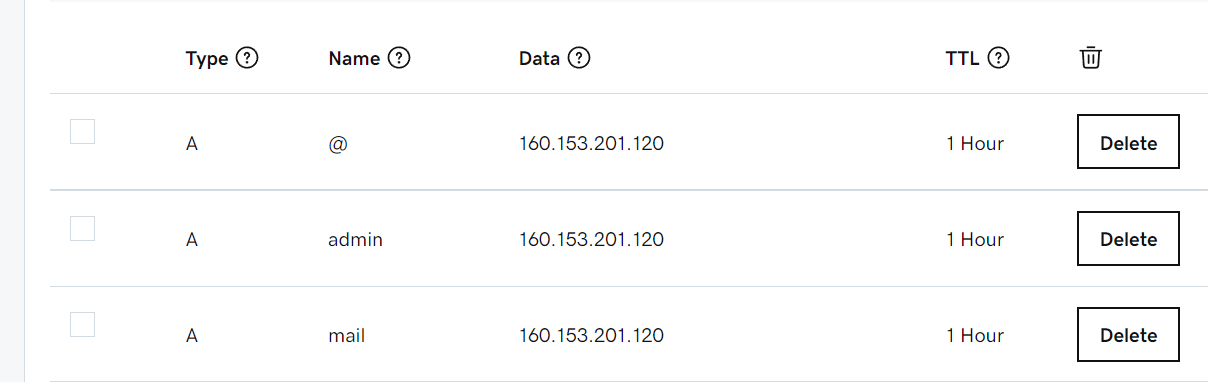 Type ? Name ? Data ? TTL ?
A @ 160.153.201.120 1 Hour Delete
A admin 160.153.201.120 1 Hour Delete
A mail 160.153.201.120 1 Hour Delete